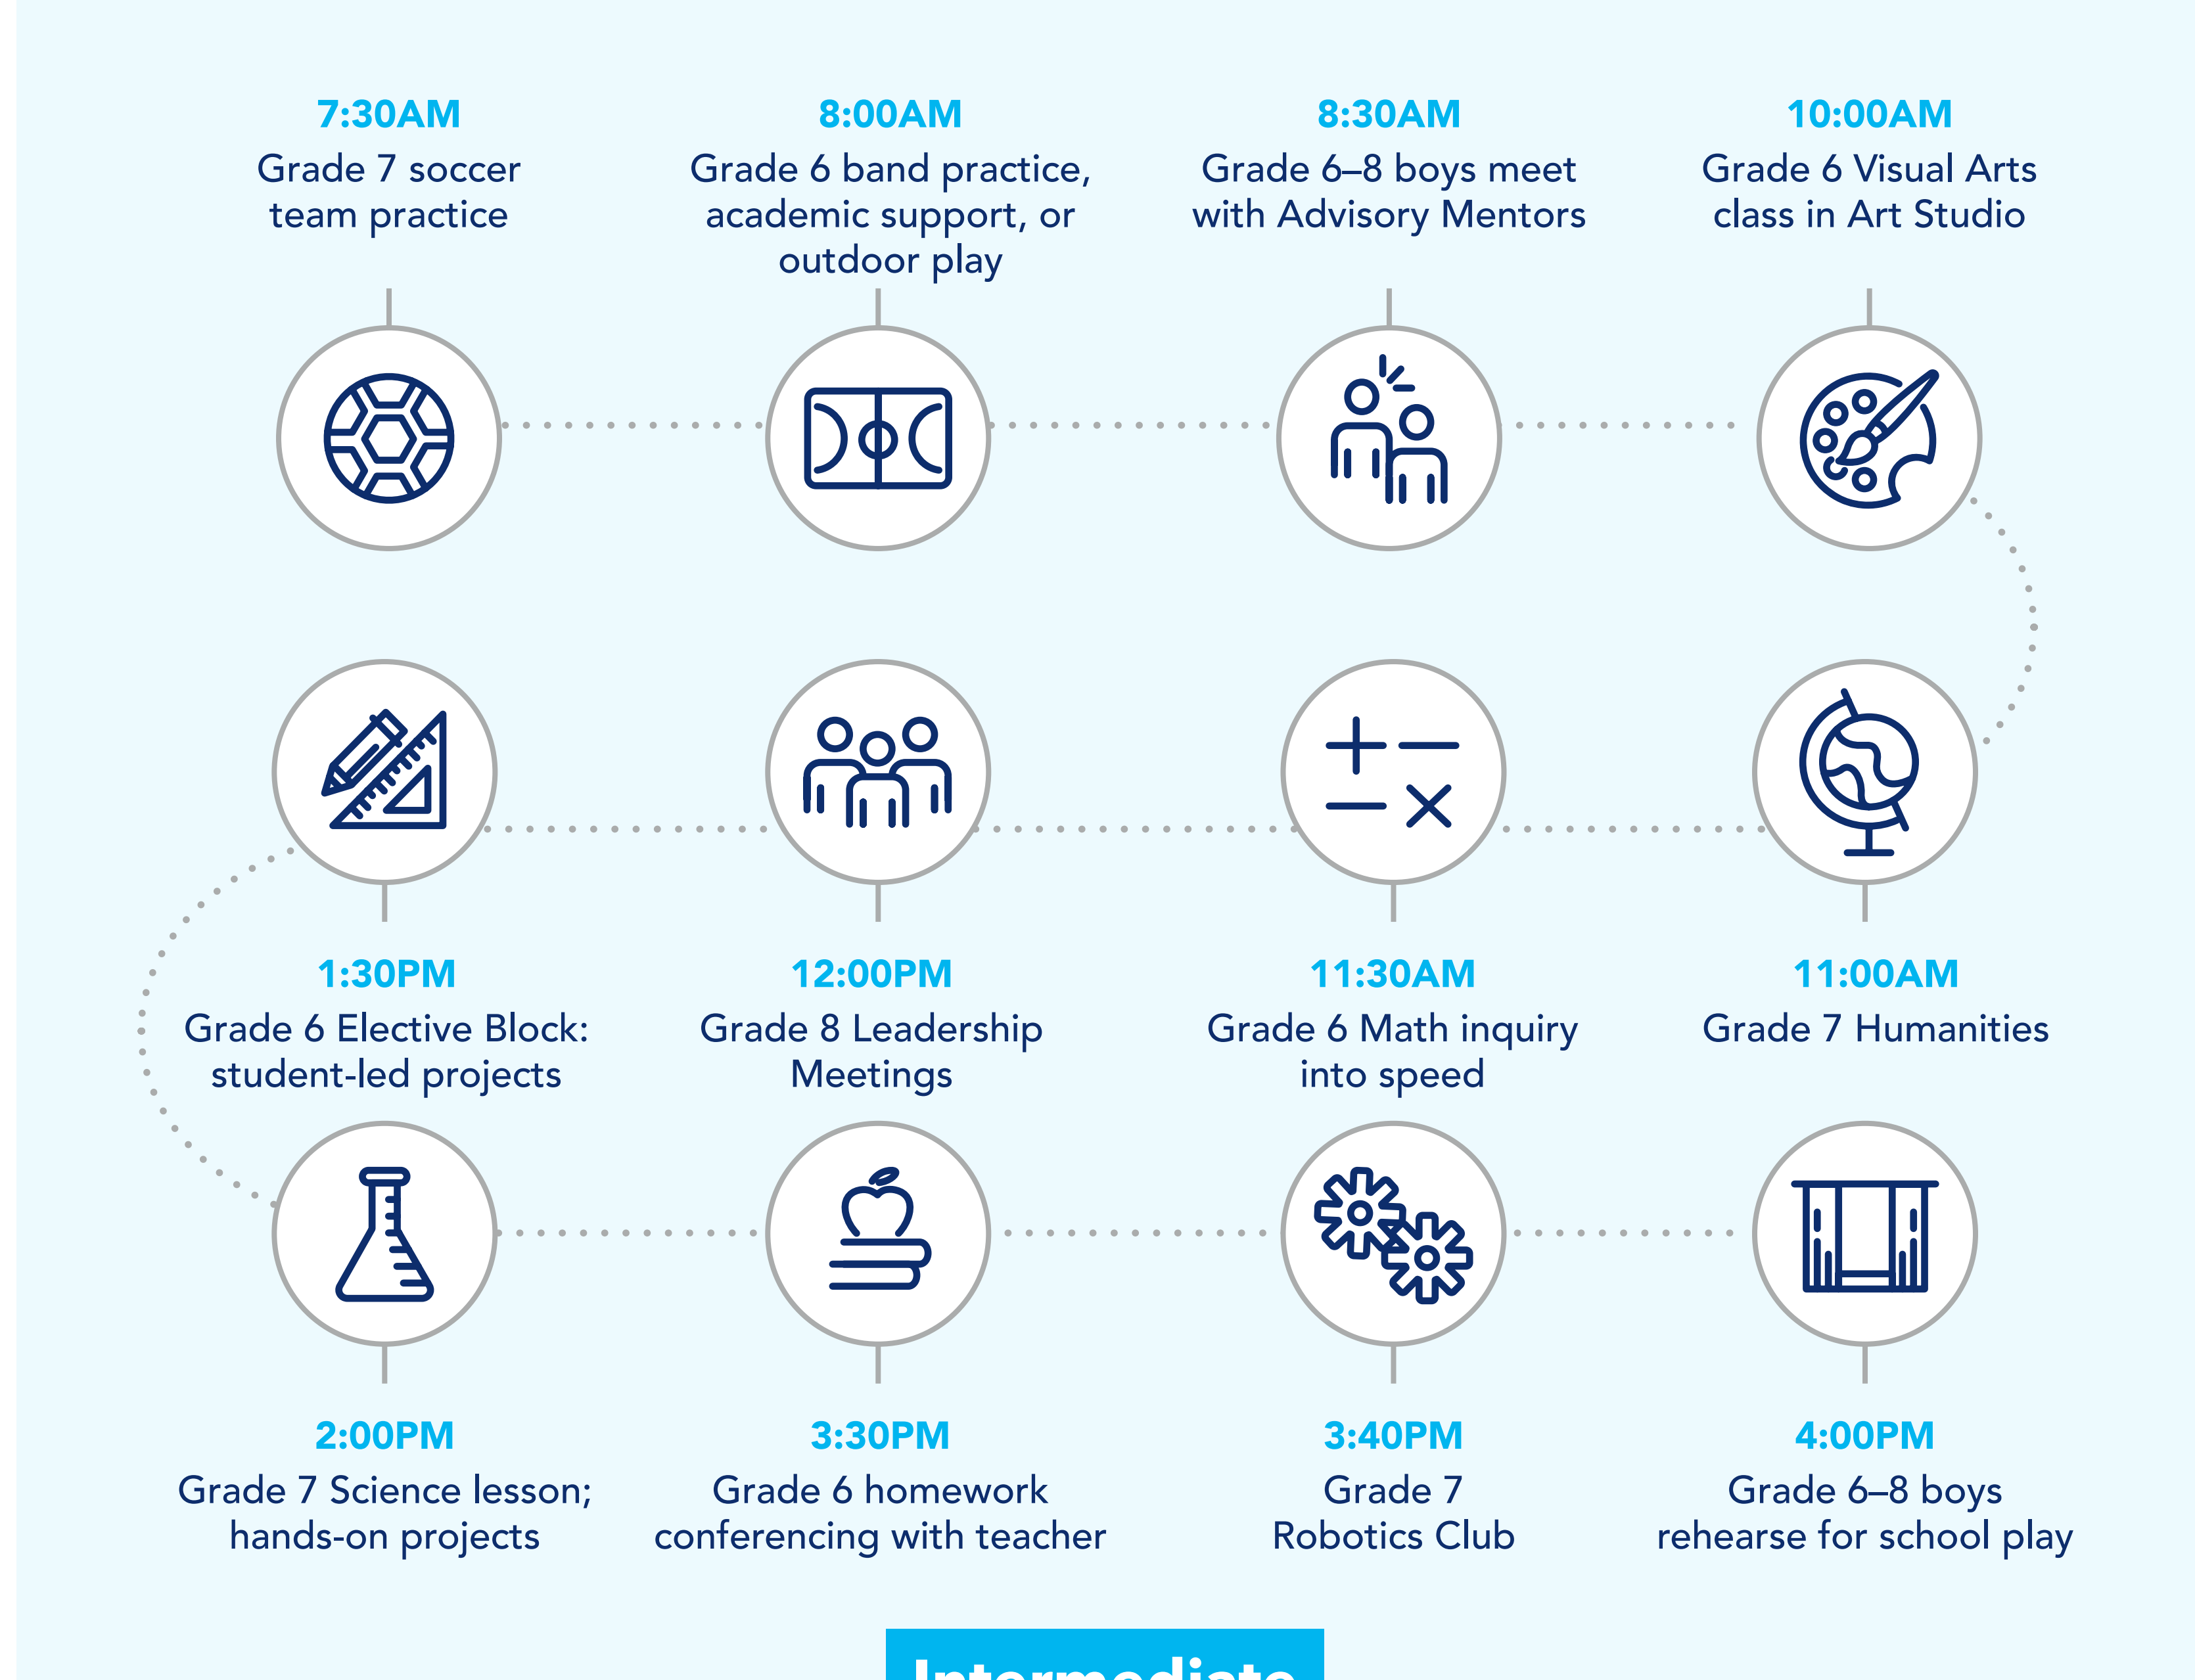 7:30AM
Grade 7 soccer
team practice
8:00AM
Grade 6 band practice,
academic support, or
outdoor play
8:30AM
Grade 6–8 boys meet
with Advisory Mentors
10:00AM
Grade 6 Visual Arts
class in Art Studio
1:30PM
Grade 6 Elective Block:
student-led projects
12:00PM
Grade 8 Leadership
Meetings
11:30AM
Grade 6 Math inquiry
into speed
11:00AM
Grade 7 Humanities
2:00PM
Grade 7 Science lesson;
hands-on projects
3:30PM
Grade 6 homework
conferencing with teacher
3:40PM
Grade 7
Robotics Club
4:00PM
Grade 6–8 boys
rehearse for school play
Intermediate